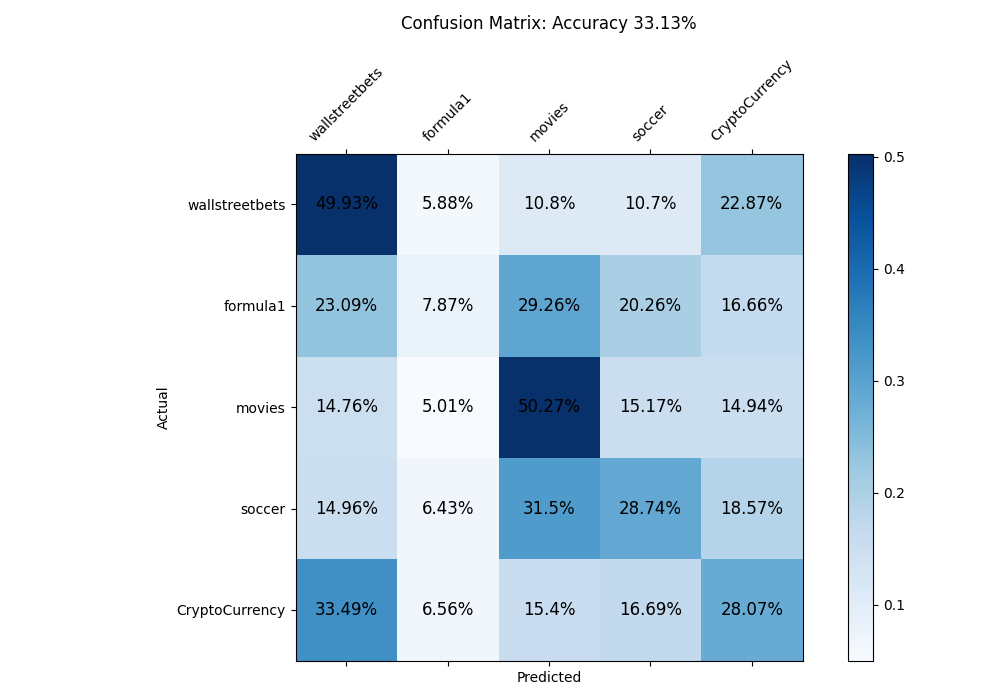 Confusion Matrix: Accuracy 33.13%
wallstreetbets formula1 movies soccer CryptoCurrency
wallstreetbets 49.93% 5.88% 10.8% 10.7% 22.87%
formula1 23.09% 7.87% 29.26% 20.26% 16.66%
movies 14.76% 5.01% 50.27% 15.17% 14.94%
soccer 14.96% 6.43% 31.5% 28.74% 18.57%
CryptoCurrency 33.49% 6.56% 15.4% 16.69% 28.07%
Actual
Predicted
0.5
0.4
0.3
0.2
0.1